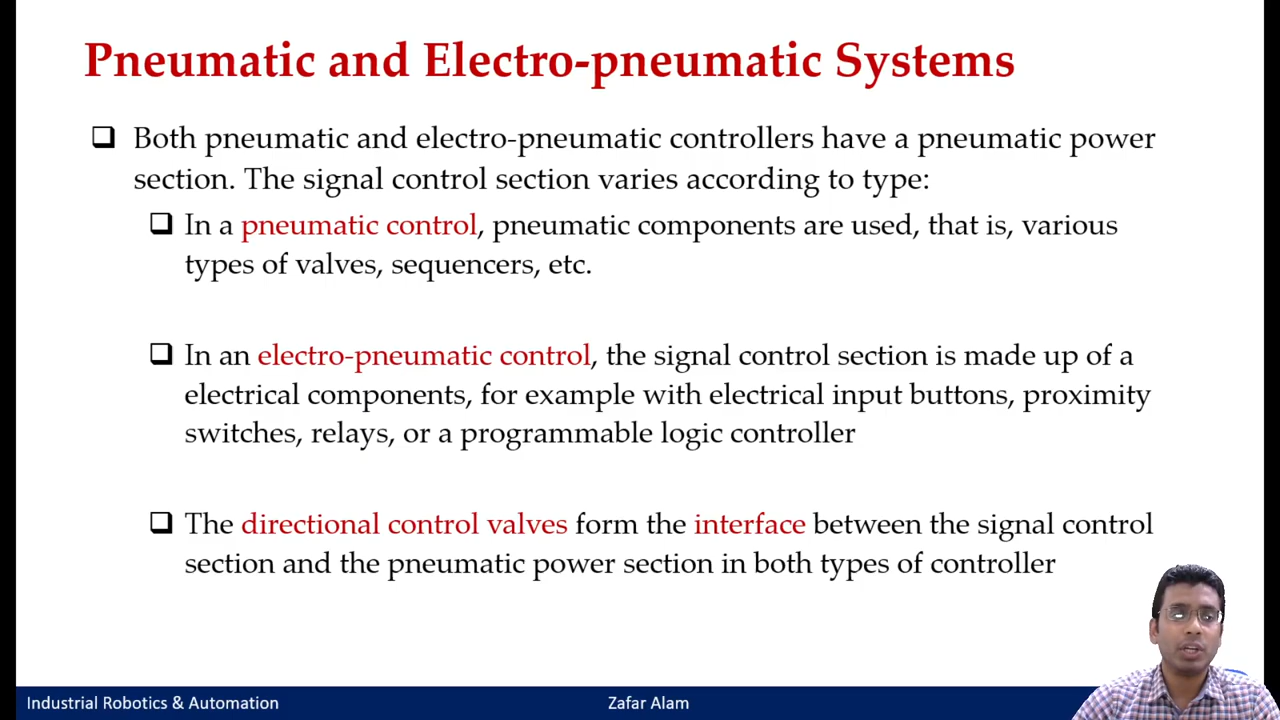 Pneumatic and Electro-pneumatic Systems
Both pneumatic and electro-pneumatic controllers have a pneumatic power
section. The signal control section varies according to type:
In a pneumatic control, pneumatic components are used, that is, various
types of valves, sequencers, etc.
In an electro-pneumatic control, the signal control section is made up of a
electrical components, for example with electrical input buttons, proximity
switches, relays, or a programmable logic controller
The directional control valves form the interface between the signal control
section and the pneumatic power section in both types of controller
Industrial Robotics & Automation
Zafar Alam